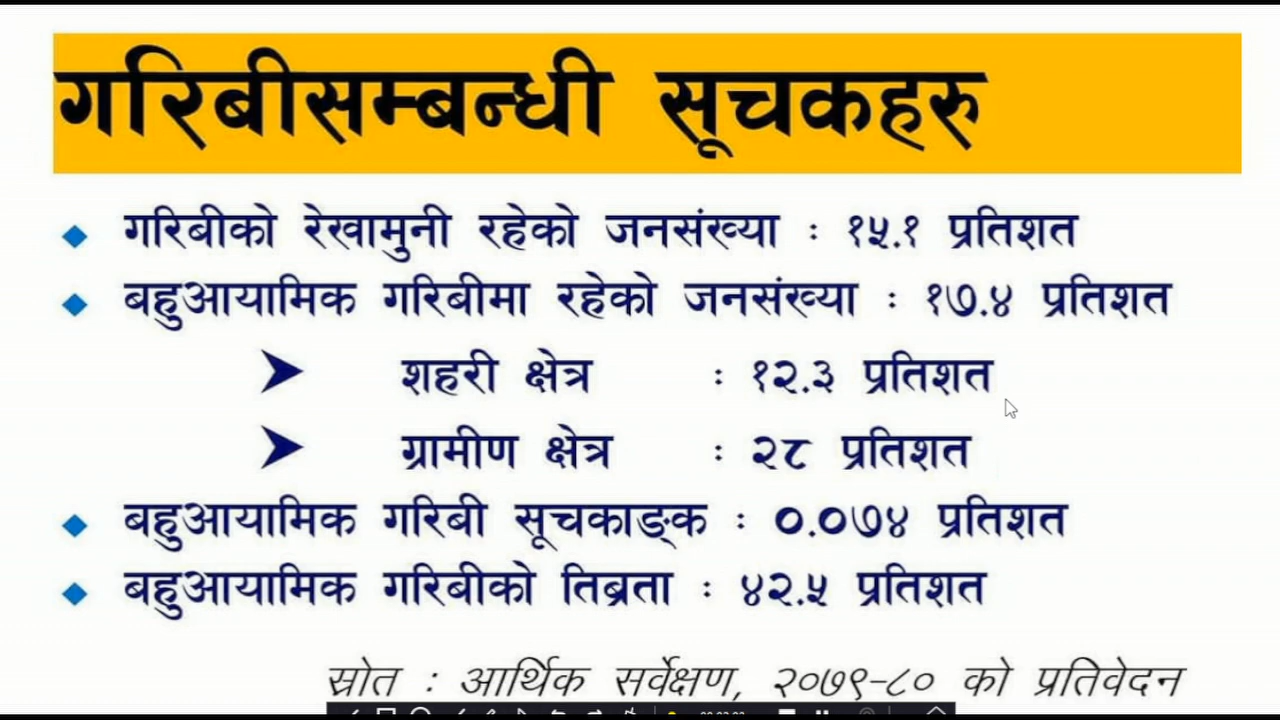 गरिबीसम्बन्धी सूचकहरु
गरिबीको रेखामुनी रहेको जनसंख्या : १५.१ प्रतिशत
बहुआयामिक गरिबीमा रहेको जनसंख्या : १७.४ प्रतिशत
शहरी क्षेत्र : १२.३ प्रतिशत
ग्रामीण क्षेत्र : २८ प्रतिशत
बहुआयामिक गरिबी सूचकाङ्क : ०.०७४ प्रतिशत
बहुआयामिक गरिबीको तिब्रता : ४२.५ प्रतिशत
स्रोत : आर्थिक सर्वेक्षण, २०७९-८० को प्रतिवेदन